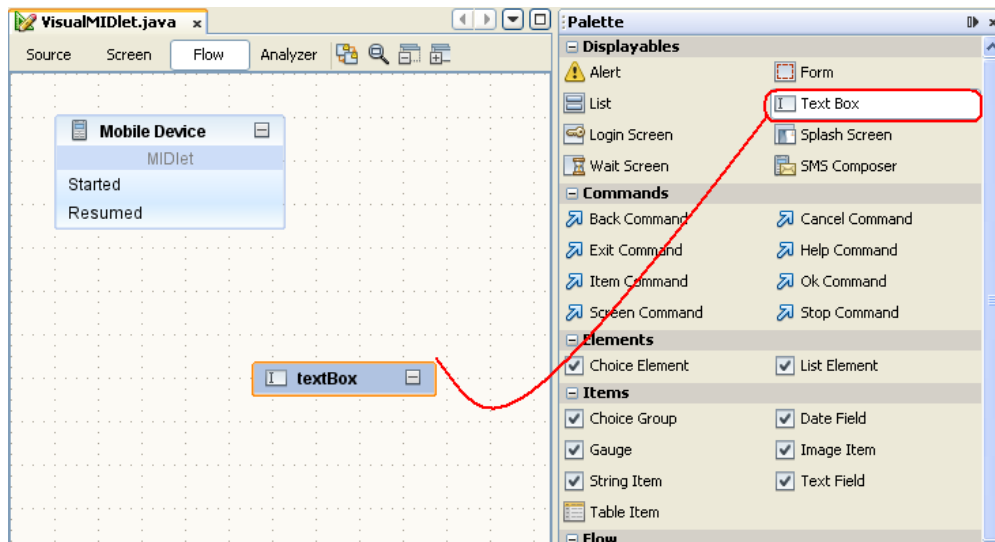 VisualMIDlet.java x
Source Screen Flow Analyzer
Mobile Device
MIDlet
Started
Resumed
textBox
Palette
Displayables
Alert Form
List Text Box
Login Screen Splash Screen
Wait Screen SMS Composer
Commands
Back Command Cancel Command
Exit Command Help Command
Item Command Ok Command
Screen Command Stop Command
Elements
Choice Element List Element
Items
Choice Group Date Field
Gauge Image Item
String Item Text Field
Table Item
Flow